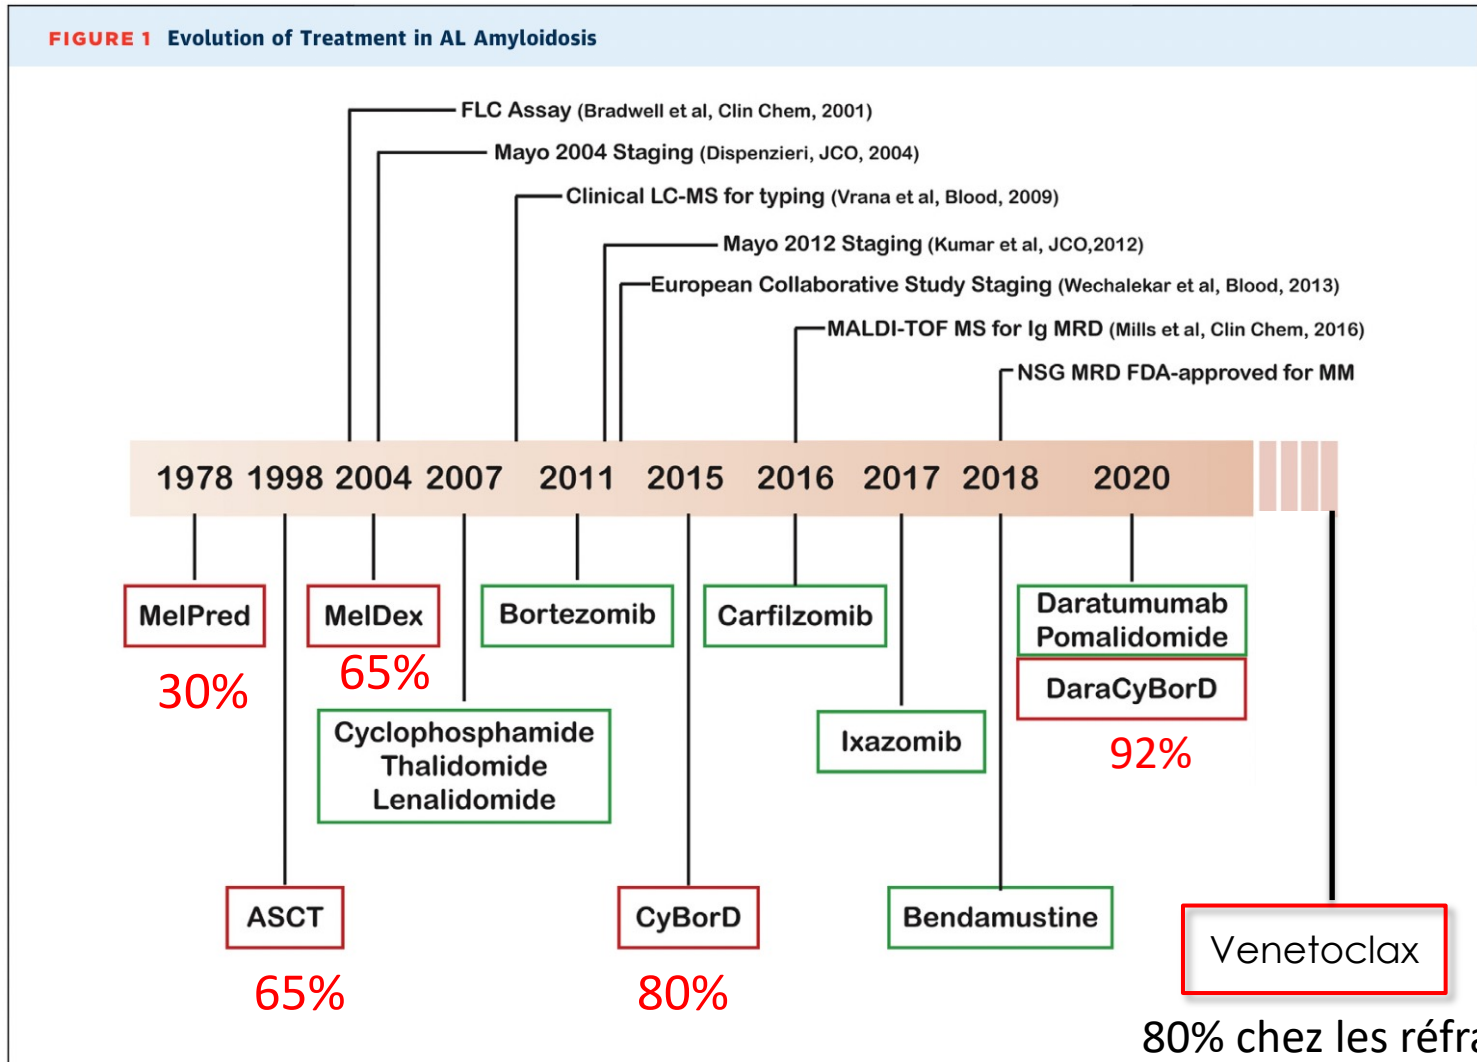 FIGURE 1 Evolution of Treatment in AL Amyloidosis
FLC Assay (Bradwell et al, Clin Chem, 2001)
Mayo 2004 Staging (Dispenzieri, JCO, 2004)
Clinical LC-MS for typing (Vrana et al, Blood, 2009)
Mayo 2012 Staging (Kumar et al, JCO,2012)
European Collaborative Study Staging (Wechalekar et al, Blood, 2013)
MALDI-TOF MS for Ig MRD (Mills et al, Clin Chem, 2016)
NSG MRD FDA-approved for MM
1978 1998 2004 2007 2011 2015 2016 2017 2018 2020
MelPred
30%
MelDex
65%
Bortezomib
Carfilzomib
Daratumumab
Pomalidomide
DaraCyBorD
92%
Cyclophosphamide
Thalidomide
Lenalidomide
Ixazomib
ASCT
65%
CyBorD
80%
Bendamustine
Venetoclax
80% chez les